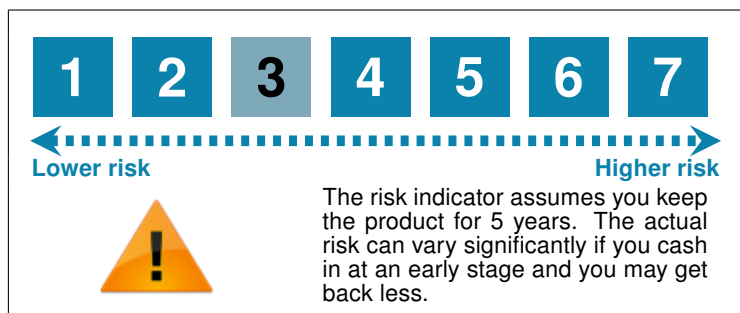 1 2 3 4 5 6 7
Lower risk Higher risk
!
The risk indicator assumes you keep
the product for 5 years. The actual
risk can vary significantly if you cash
in at an early stage and you may get
back less.